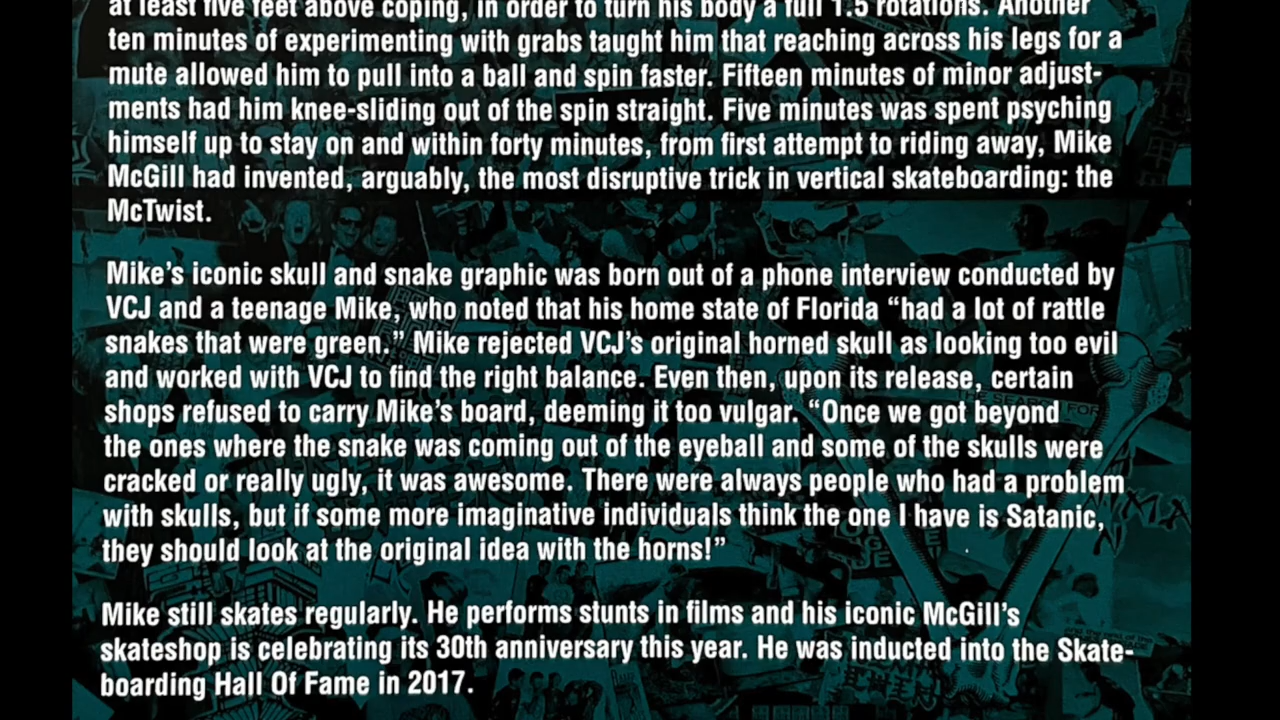 at least five feet above coping, in order to turn his body a full 1.5 rotations. Another
ten minutes of experimenting with grabs taught him that reaching across his legs for a
mute allowed him to pull into a ball and spin faster. Fifteen minutes of minor adjust-
ments had him knee-sliding out of the spin straight. Five minutes was spent psyching
himself up to stay on and within forty minutes, from first attempt to riding away, Mike
McGill had invented, arguably, the most disruptive trick in vertical skateboarding: the
McTwist.
Mike’s iconic skull and snake graphic was born out of a phone interview conducted by
VCJ and a teenage Mike, who noted that his home state of Florida “had a lot of rattle
snakes that were green.” Mike rejected VCJ’s original horned skull as looking too evil
and worked with VCJ to find the right balance. Even then, upon its release, certain
shops refused to carry Mike’s board, deeming it too vulgar. “Once we got beyond
the ones where the snake was coming out of the eyeball and some of the skulls were
cracked or really ugly, it was awesome. There were always people who had a problem
with skulls, but if some more imaginative individuals think the one I have is Satanic,
they should look at the original idea with the horns!”
Mike still skates regularly. He performs stunts in films and his iconic McGill’s
skateshop is celebrating its 30th anniversary this year. He was inducted into the Skate-
boarding Hall Of Fame in 2017.